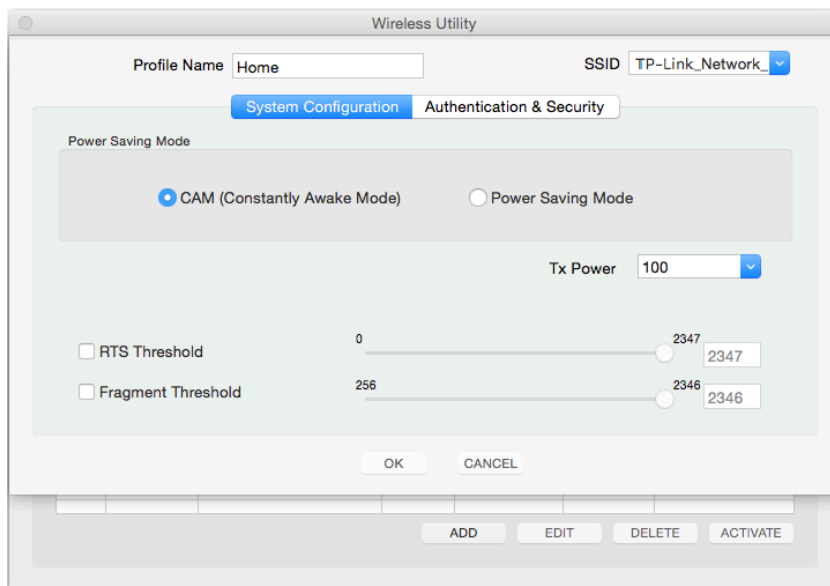 Wireless Utility
Profile Name Home SSID TP-Link_Network_
System Configuration Authentication & Security
Power Saving Mode
CAM (Constantly Awake Mode) Power Saving Mode
Tx Power 100
RTS Threshold 0 2347 2347
Fragment Threshold 256 2346 2346
OK CANCEL
ADD EDIT DELETE ACTIVATE